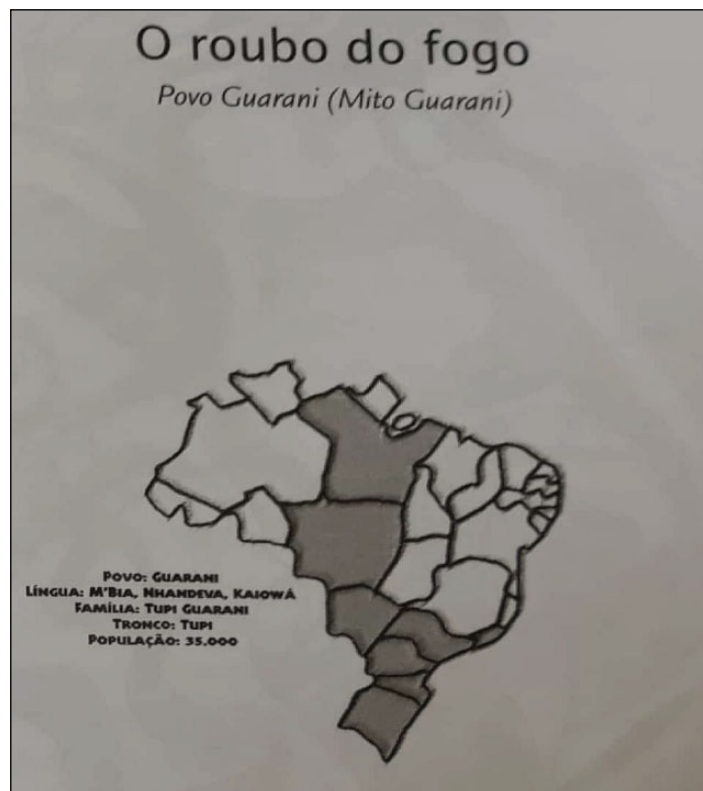 O roubo do fogo
Povo Guarani (Mito Guarani)
Povo: Guarani
Língua: M'Bia, Nhandeva, Kaiowá
Família: Tupi Guarani
Tronco: Tupi
População: 35.000